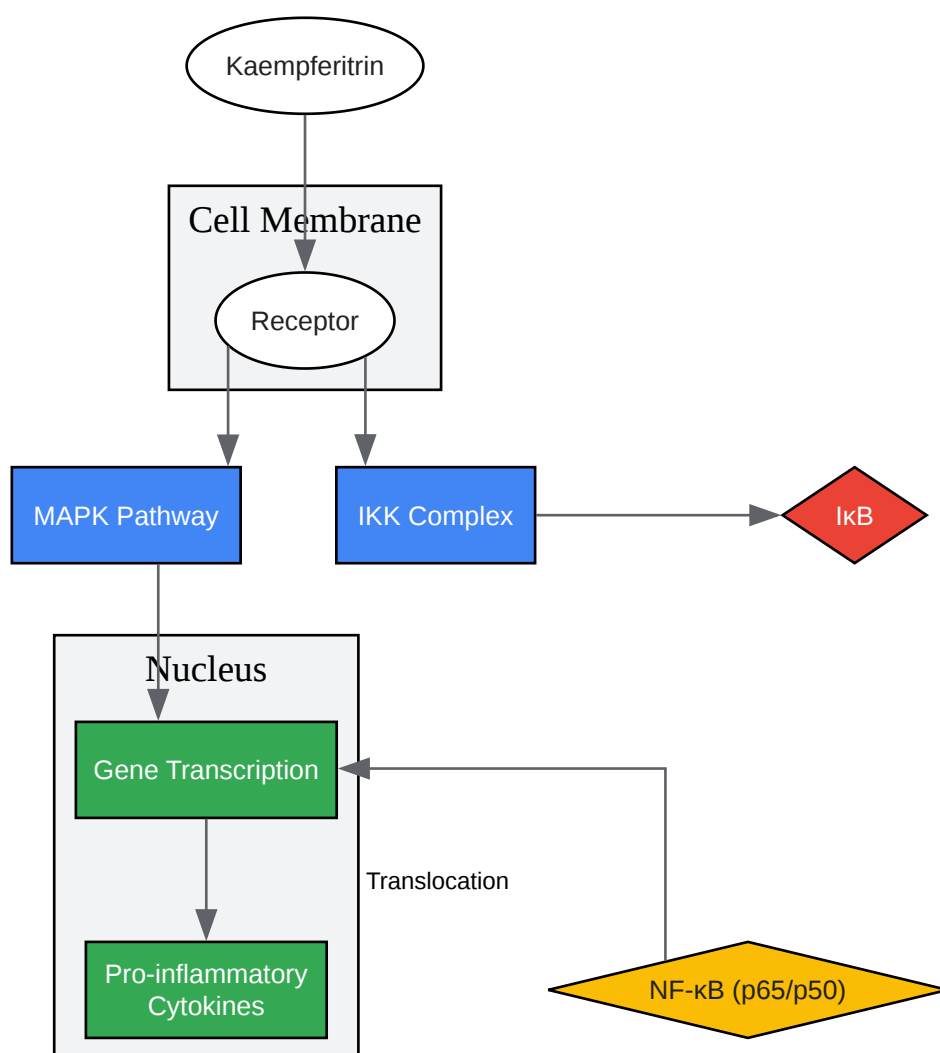 Kaempferitrin
Cell Membrane
Receptor
MAPK Pathway
IKK Complex
IκB
Nucleus
Gene Transcription
Translocation
Pro-inflammatory
Cytokines
NF-κB (p65/p50)